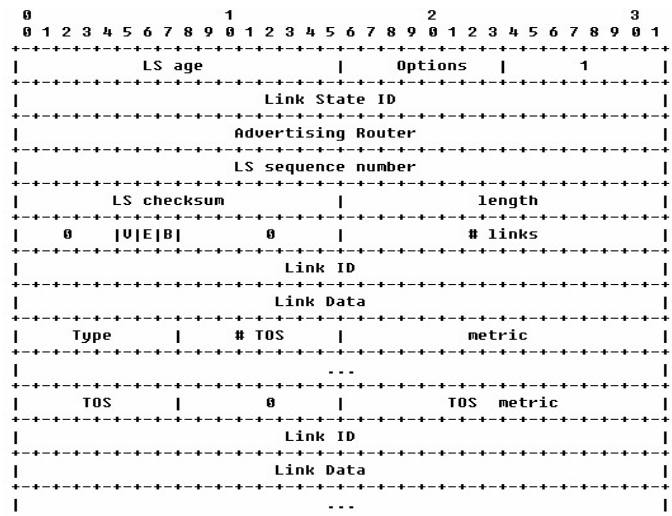 0                   1                   2                   3
0 1 2 3 4 5 6 7 8 9 0 1 2 3 4 5 6 7 8 9 0 1 2 3 4 5 6 7 8 9 0 1
+-+-+-+-+-+-+-+-+-+-+-+-+-+-+-+-+-+-+-+-+-+-+-+-+-+-+-+-+-+-+-+-+
| LS age | Options | 1 |
+-+-+-+-+-+-+-+-+-+-+-+-+-+-+-+-+-+-+-+-+-+-+-+-+-+-+-+-+-+-+-+-+
| Link State ID |
+-+-+-+-+-+-+-+-+-+-+-+-+-+-+-+-+-+-+-+-+-+-+-+-+-+-+-+-+-+-+-+-+
| Advertising Router |
+-+-+-+-+-+-+-+-+-+-+-+-+-+-+-+-+-+-+-+-+-+-+-+-+-+-+-+-+-+-+-+-+
| LS sequence number |
+-+-+-+-+-+-+-+-+-+-+-+-+-+-+-+-+-+-+-+-+-+-+-+-+-+-+-+-+-+-+-+-+
| LS checksum | length |
+-+-+-+-+-+-+-+-+-+-+-+-+-+-+-+-+-+-+-+-+-+-+-+-+-+-+-+-+-+-+-+-+
| 0 |V|E|B| 0 | # links |
+-+-+-+-+-+-+-+-+-+-+-+-+-+-+-+-+-+-+-+-+-+-+-+-+-+-+-+-+-+-+-+-+
| Link ID |
+-+-+-+-+-+-+-+-+-+-+-+-+-+-+-+-+-+-+-+-+-+-+-+-+-+-+-+-+-+-+-+-+
| Link Data |
+-+-+-+-+-+-+-+-+-+-+-+-+-+-+-+-+-+-+-+-+-+-+-+-+-+-+-+-+-+-+-+-+
| Type | # TOS | metric |
+-+-+-+-+-+-+-+-+-+-+-+-+-+-+-+-+-+-+-+-+-+-+-+-+-+-+-+-+-+-+-+-+
| ... |
+-+-+-+-+-+-+-+-+-+-+-+-+-+-+-+-+-+-+-+-+-+-+-+-+-+-+-+-+-+-+-+-+
| TOS | 0 | TOS metric |
+-+-+-+-+-+-+-+-+-+-+-+-+-+-+-+-+-+-+-+-+-+-+-+-+-+-+-+-+-+-+-+-+
| Link ID |
+-+-+-+-+-+-+-+-+-+-+-+-+-+-+-+-+-+-+-+-+-+-+-+-+-+-+-+-+-+-+-+-+
| Link Data |
+-+-+-+-+-+-+-+-+-+-+-+-+-+-+-+-+-+-+-+-+-+-+-+-+-+-+-+-+-+-+-+-+
| ... |